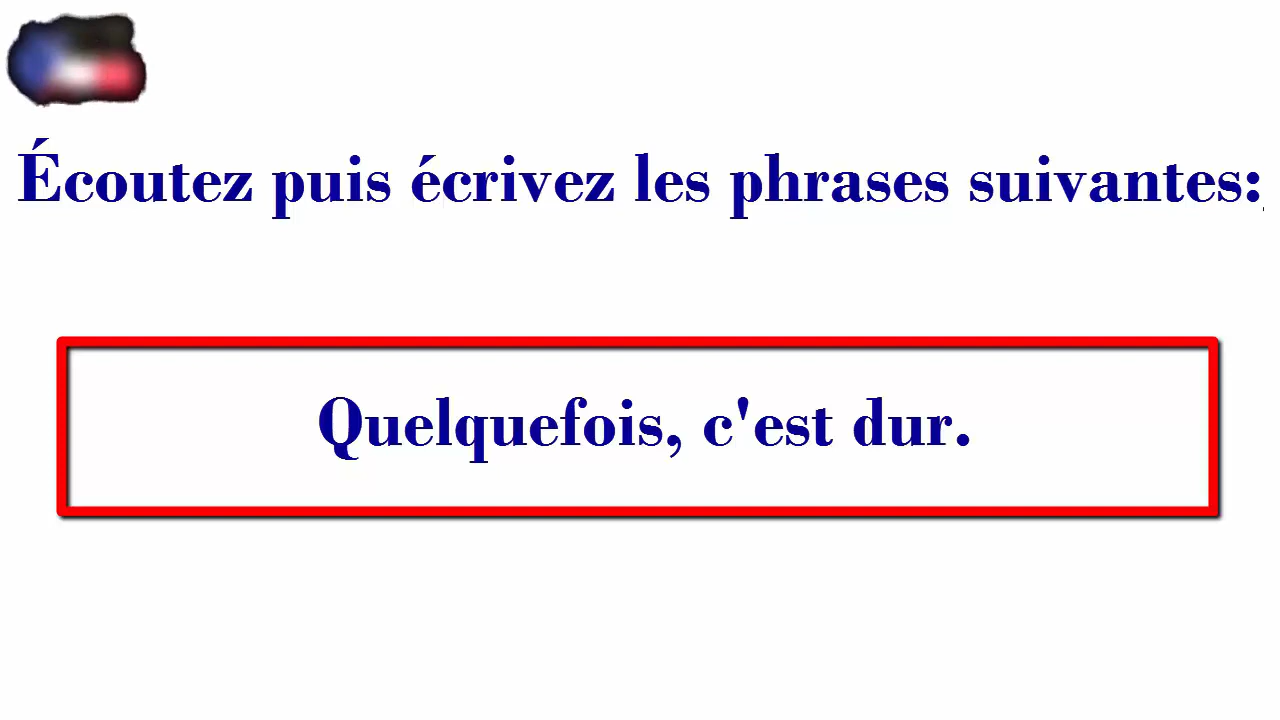 Écoutez puis écrivez les phrases suivantes:
Quelquefois, c'est dur.